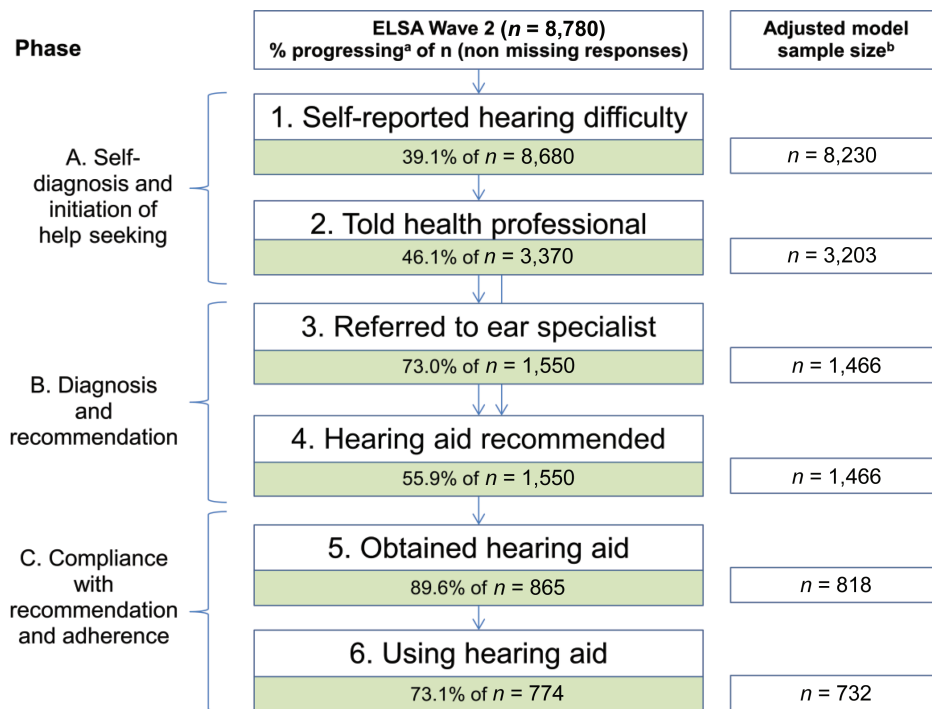 Phase
ELSA Wave 2 (n = 8,780)
% progressingᵃ of n (non missing responses)
Adjusted model
sample sizeᵇ
A. Self-
diagnosis and
initiation of
help seeking
1. Self-reported hearing difficulty
39.1% of n = 8,680
n = 8,230
2. Told health professional
46.1% of n = 3,370
n = 3,203
B. Diagnosis
and
recommendation
3. Referred to ear specialist
73.0% of n = 1,550
n = 1,466
4. Hearing aid recommended
55.9% of n = 1,550
n = 1,466
C. Compliance
with
recommendation
and adherence
5. Obtained hearing aid
89.6% of n = 865
n = 818
6. Using hearing aid
73.1% of n = 774
n = 732